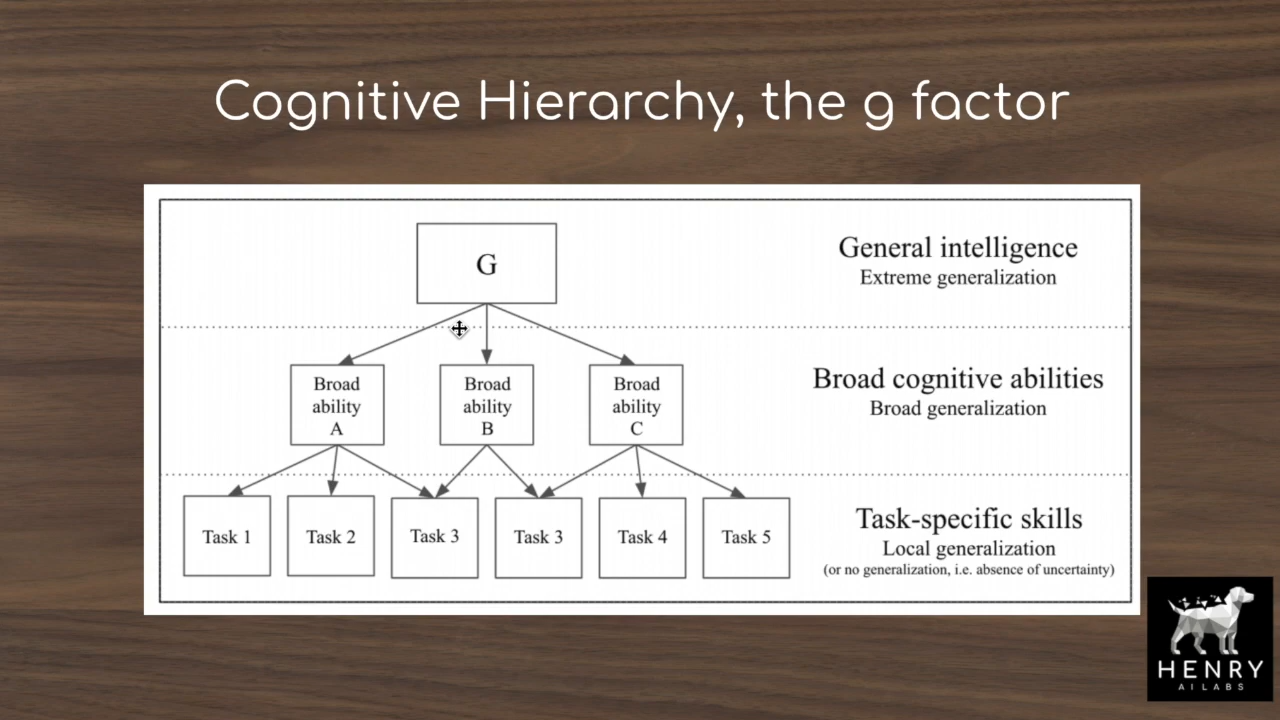 Cognitive Hierarchy, the g factor
G
General intelligence
Extreme generalization
Broad
ability
A
Broad
ability
B
Broad
ability
C
Broad cognitive abilities
Broad generalization
Task 1
Task 2
Task 3
Task 3
Task 4
Task 5
Task-specific skills
Local generalization
(or no generalization, i.e. absence of uncertainty)
HENRY
AI LABS